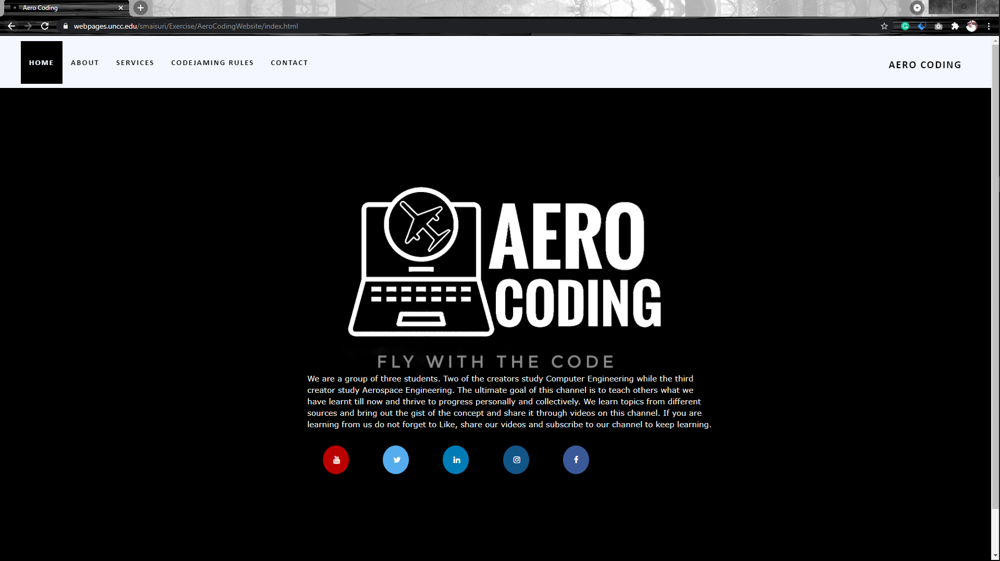 Aero Coding
webpages.uncc.edu/smaisuri/Exercise/AeroCodingWebsite/index.html
HOME ABOUT SERVICES CODEJAMING RULES CONTACT AERO CODING
AERO
CODING
FLY WITH THE CODE
We are a group of three students. Two of the creators study Computer Engineering while the third
creator study Aerospace Engineering. The ultimate goal of this channel is to teach others what we
have learnt till now and thrive to progress personally and collectively. We learn topics from different
sources and bring out the gist of the concept and share it through videos on this channel. If you are
learning from us do not forget to Like, share our videos and subscribe to our channel to keep learning.
You Tube in f